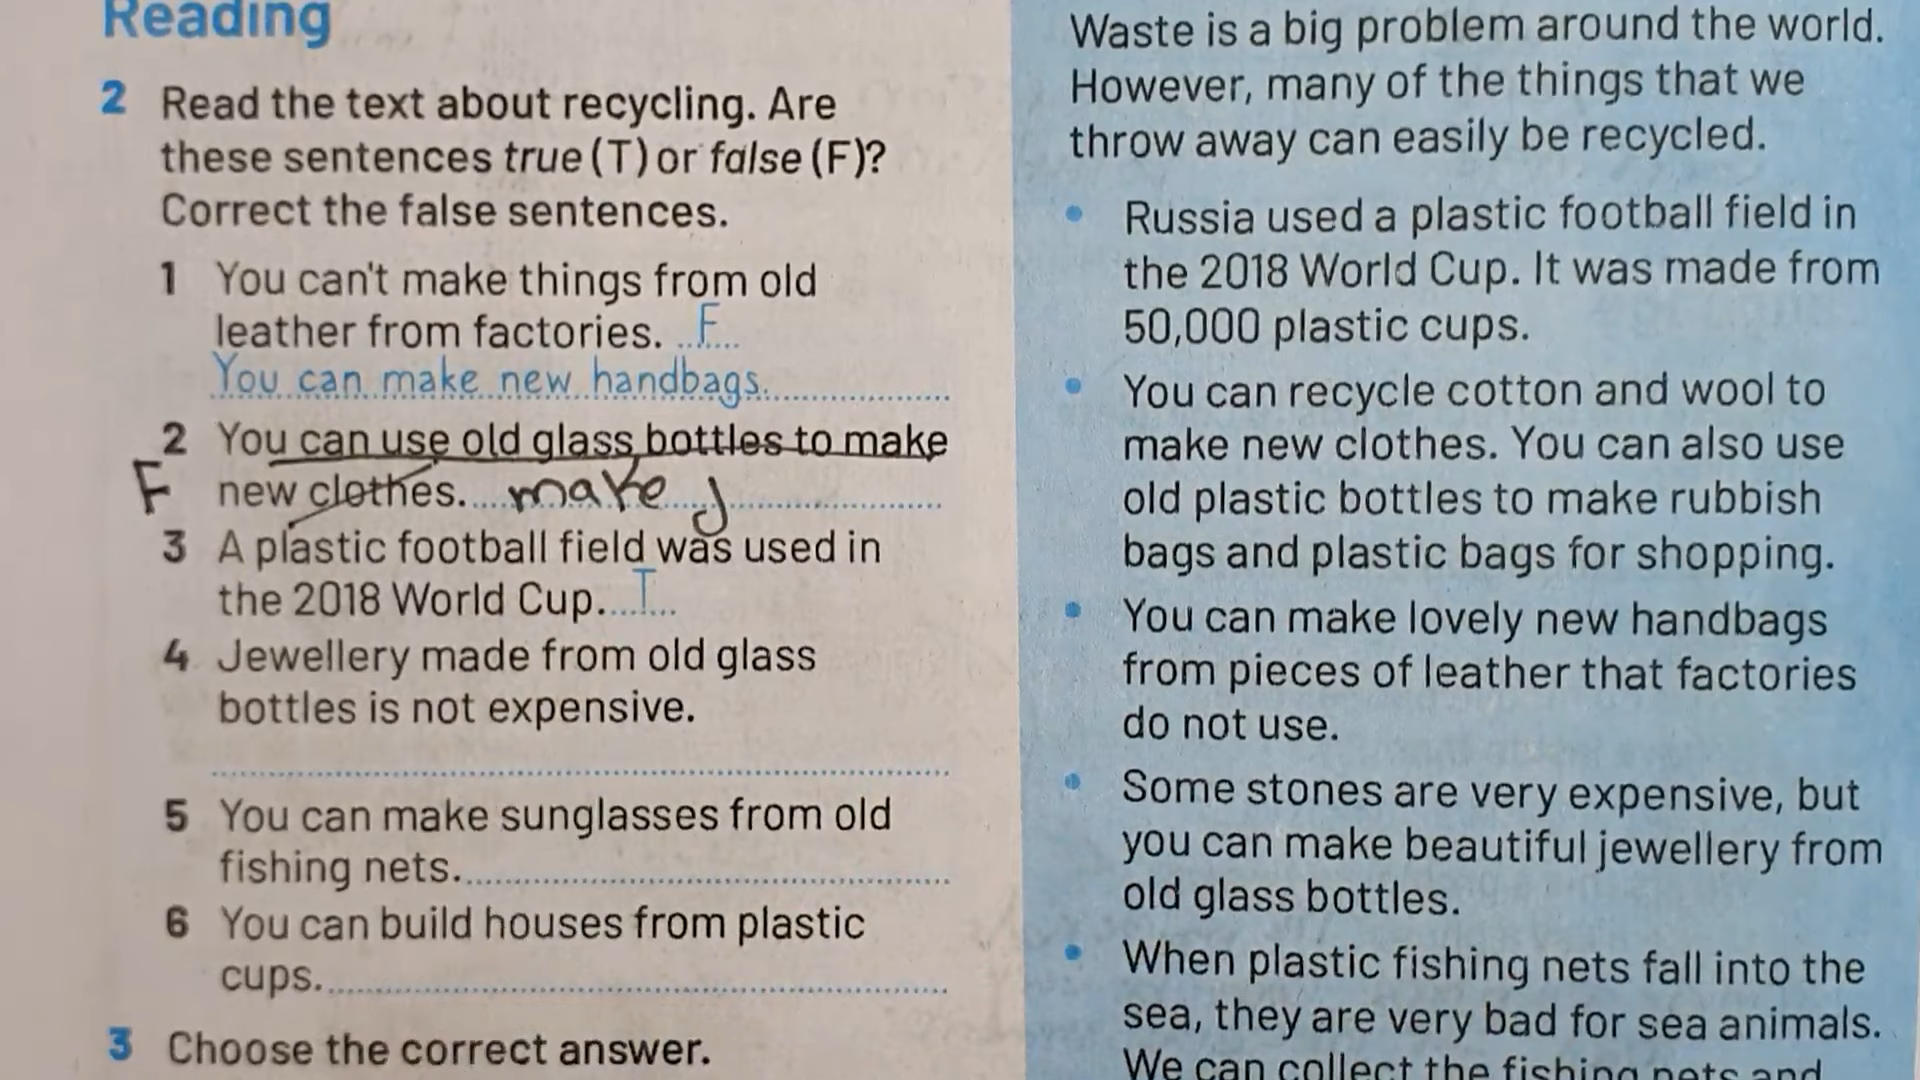 Reading
2 Read the text about recycling. Are
these sentences true (T) or false (F)?
Correct the false sentences.
1 You can't make things from old
leather from factories. F
You can make new handbags.
2 You can use old glass bottles to make
F new clothes. make j
3 A plastic football field was used in
the 2018 World Cup. T
4 Jewellery made from old glass
bottles is not expensive.
5 You can make sunglasses from old
fishing nets.
6 You can build houses from plastic
cups.
3 Choose the correct answer.
Waste is a big problem around the world.
However, many of the things that we
throw away can easily be recycled.
• Russia used a plastic football field in
the 2018 World Cup. It was made from
50,000 plastic cups.
• You can recycle cotton and wool to
make new clothes. You can also use
old plastic bottles to make rubbish
bags and plastic bags for shopping.
• You can make lovely new handbags
from pieces of leather that factories
do not use.
• Some stones are very expensive, but
you can make beautiful jewellery from
old glass bottles.
• When plastic fishing nets fall into the
sea, they are very bad for sea animals.
We can collect the fishing nets and